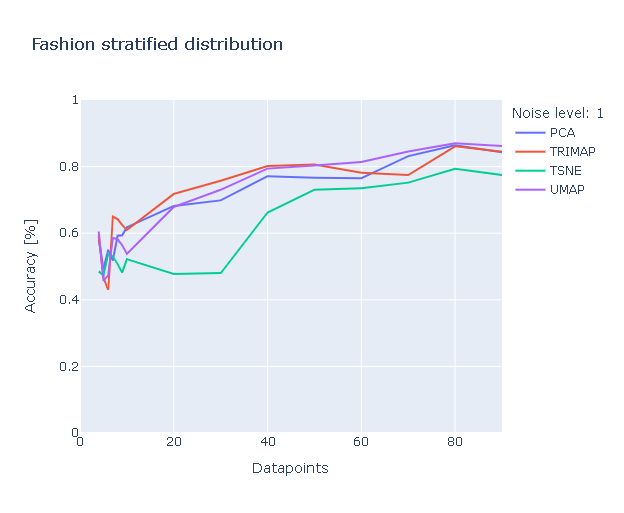 Fashion stratified distribution
Noise level: 1
PCA
TRIMAP
TSNE
UMAP
Accuracy [%]
1
0.8
0.6
0.4
0.2
0
0 20 40 60 80
Datapoints